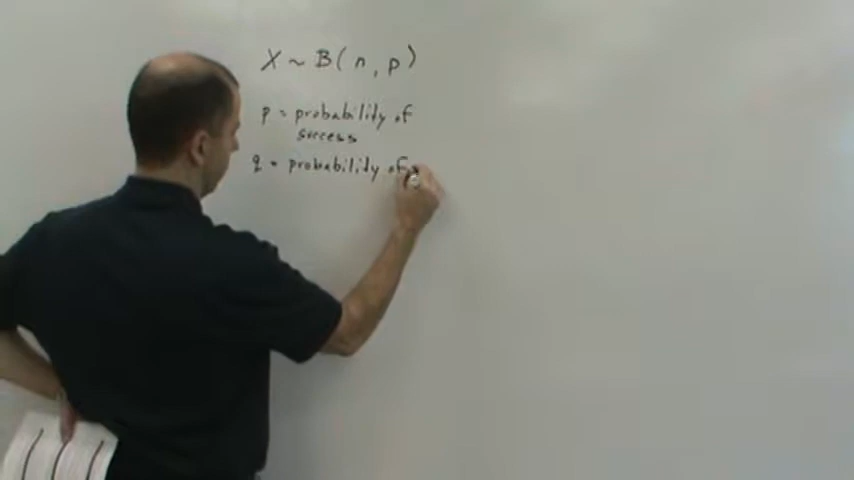 X ~ B(n, p)
p = probability of
success
q = probability of